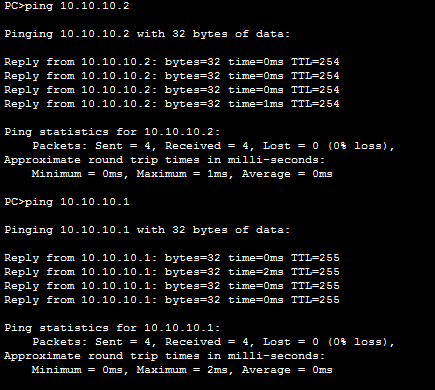 PC>ping 10.10.10.2
Pinging 10.10.10.2 with 32 bytes of data:
Reply from 10.10.10.2: bytes=32 time=0ms TTL=254
Reply from 10.10.10.2: bytes=32 time=0ms TTL=254
Reply from 10.10.10.2: bytes=32 time=0ms TTL=254
Reply from 10.10.10.2: bytes=32 time=1ms TTL=254
Ping statistics for 10.10.10.2:
    Packets: Sent = 4, Received = 4, Lost = 0 (0% loss),
Approximate round trip times in milli-seconds:
    Minimum = 0ms, Maximum = 1ms, Average = 0ms
PC>ping 10.10.10.1
Pinging 10.10.10.1 with 32 bytes of data:
Reply from 10.10.10.1: bytes=32 time=0ms TTL=255
Reply from 10.10.10.1: bytes=32 time=2ms TTL=255
Reply from 10.10.10.1: bytes=32 time=0ms TTL=255
Reply from 10.10.10.1: bytes=32 time=0ms TTL=255
Ping statistics for 10.10.10.1:
    Packets: Sent = 4, Received = 4, Lost = 0 (0% loss),
Approximate round trip times in milli-seconds:
    Minimum = 0ms, Maximum = 2ms, Average = 0ms